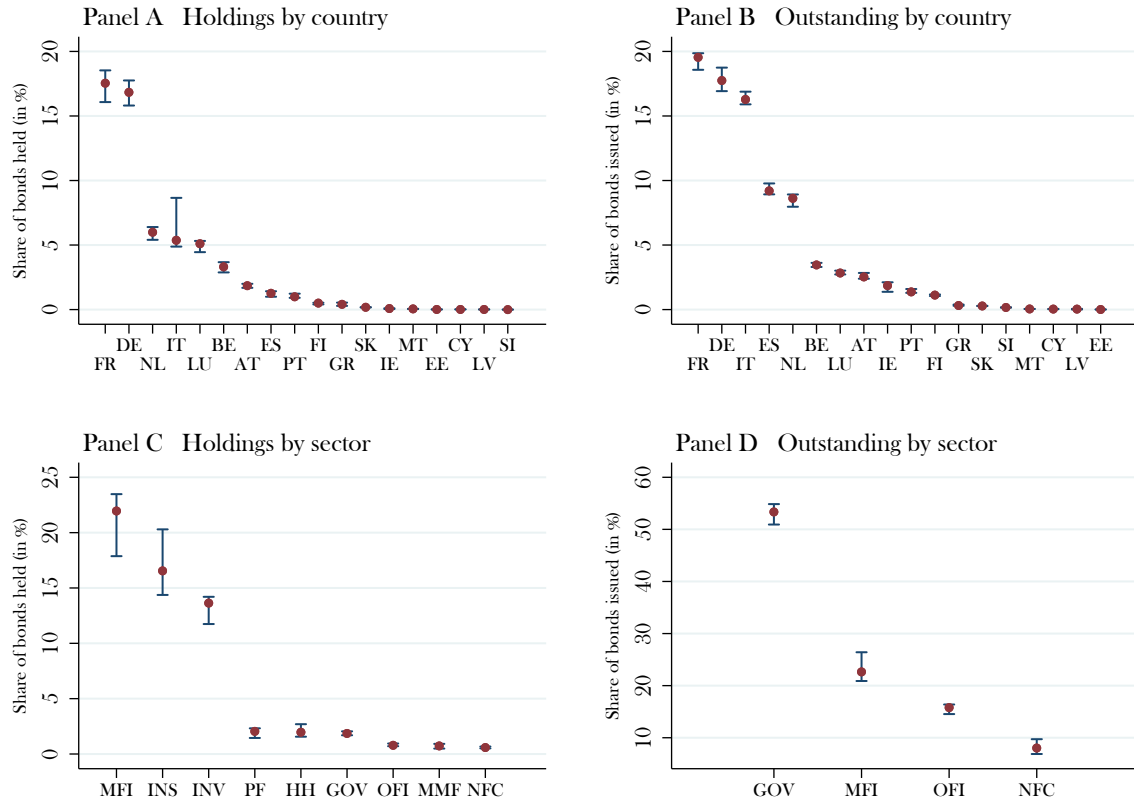 Panel A Holdings by country
Share of bonds held (in %)
20
15
10
5
0
DE IT BE ES FI SK MT CY SI
FR NL LU AT PT GR IE EE LV
Panel B Outstanding by country
Share of bonds issued (in %)
20
15
10
5
0
DE ES BE AT PT GR SI CY EE
FR IT NL LU IE FI SK MT LV
Panel C Holdings by sector
Share of bonds held (in %)
25
20
15
10
5
0
MFI INS INV PF HH GOV OFI MMF NFC
Panel D Outstanding by sector
Share of bonds issued (in %)
60
50
40
30
20
10
GOV MFI OFI NFC